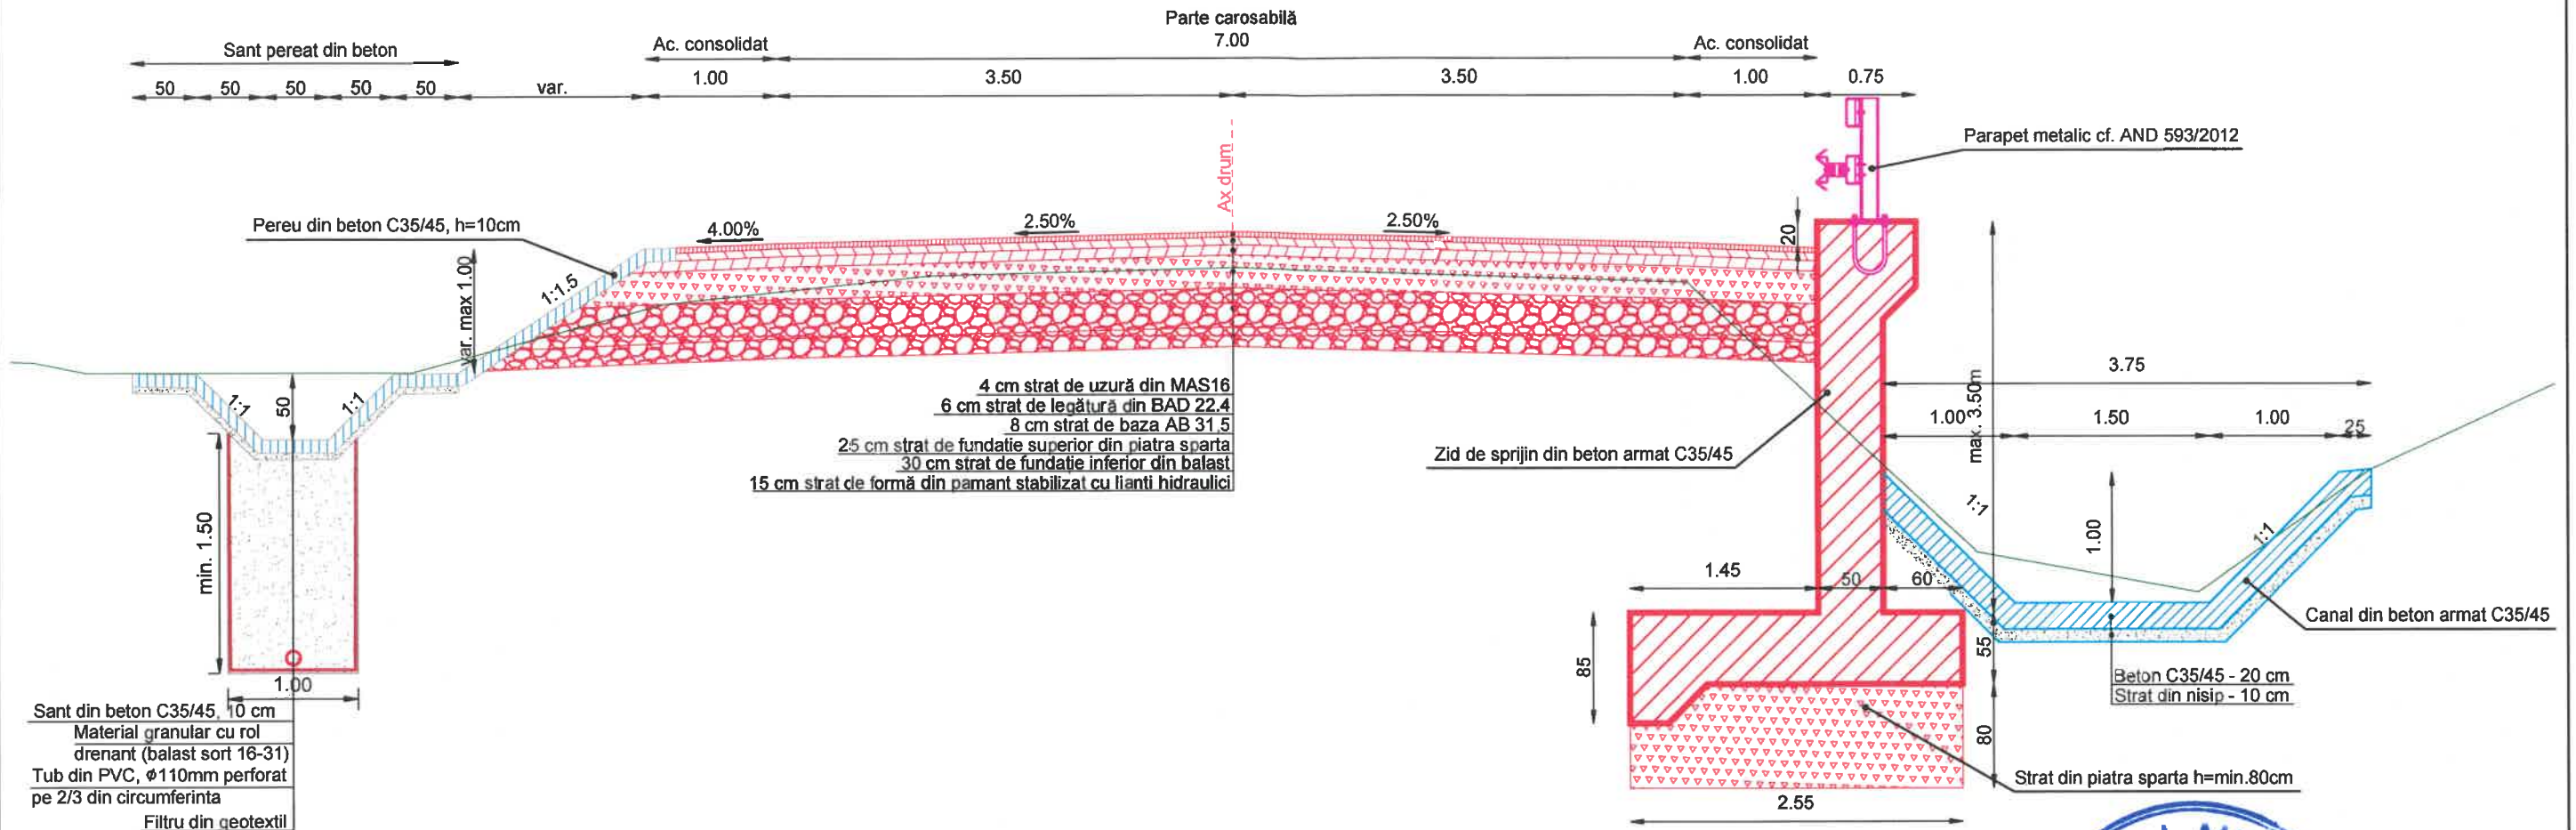 Parte carosabilă
7.00
Sant pereat din beton
Ac. consolidat
Ac. consolidat
50 50 50 50 50 var. 1.00 3.50 3.50 1.00 0.75
Parapet metalic cf. AND 593/2012
Ax drum
Pereu din beton C35/45, h=10cm
4.00%
2.50%
2.50%
20
var. max 1.00
1:1.5
1:1
50
1:1
4 cm strat de uzură din MAS16
6 cm strat de legătură din BAD 22.4
8 cm strat de baza AB 31,5
25 cm strat de fundatie superior din piatra sparta
30 cm strat de fundație inferior din balast
15 cm strat de formă din pamant stabilizat cu lianti hidraulici
Zid de sprijin din beton armat C35/45
max. 3.50m
3.75
1.00 1.50 1.00 25
1:1
1.00
1:1
min. 1.50
1.00
1.45 50 60
85
55
80
2.55
Canal din beton armat C35/45
Beton C35/45 - 20 cm
Strat din nisip - 10 cm
Strat din piatra sparta h=min.80cm
Sant din beton C35/45, 10 cm
Material granular cu rol
drenant (balast sort 16-31)
Tub din PVC, ϕ110mm perforat
pe 2/3 din circumferinta
Filtru din geotextil